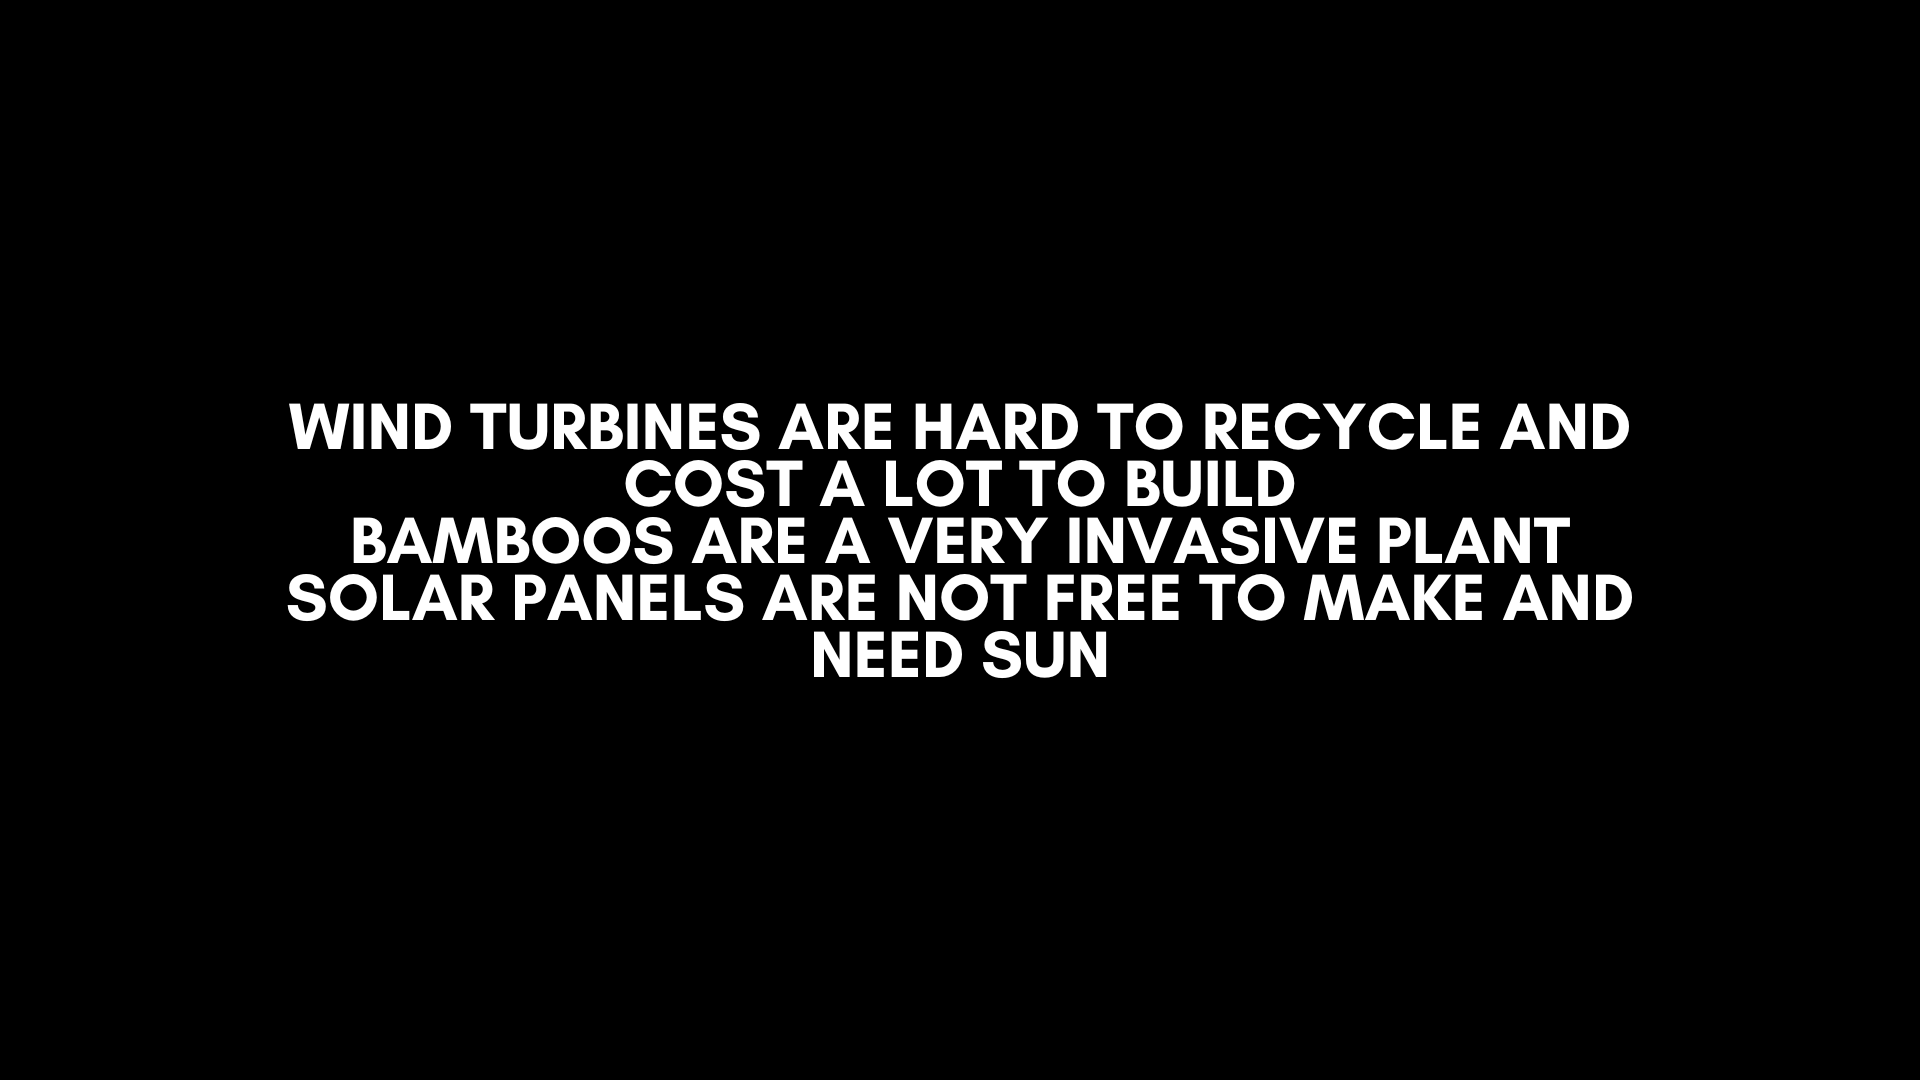 WIND TURBINES ARE HARD TO RECYCLE AND
COST A LOT TO BUILD
BAMBOOS ARE A VERY INVASIVE PLANT
SOLAR PANELS ARE NOT FREE TO MAKE AND
NEED SUN